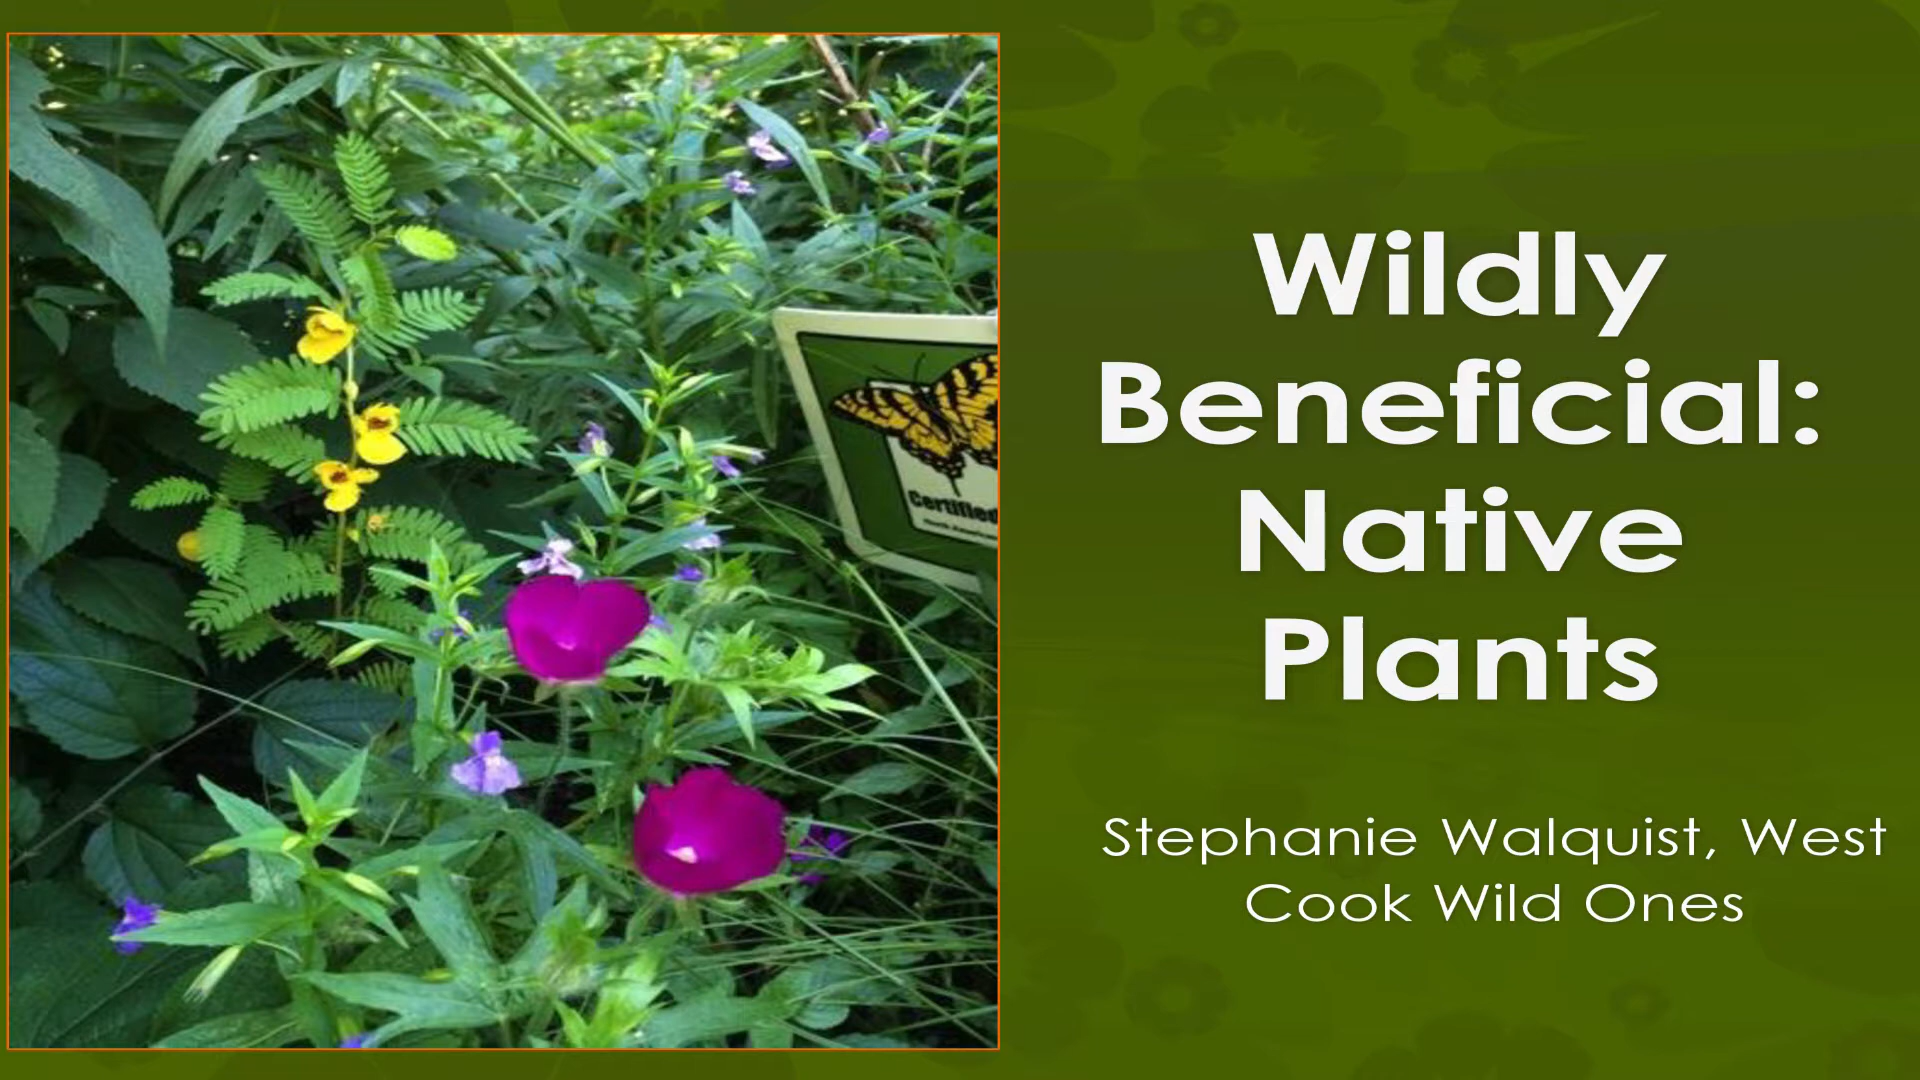 Wildly
Beneficial:
Native
Plants
Stephanie Walquist, West
Cook Wild Ones
Certified